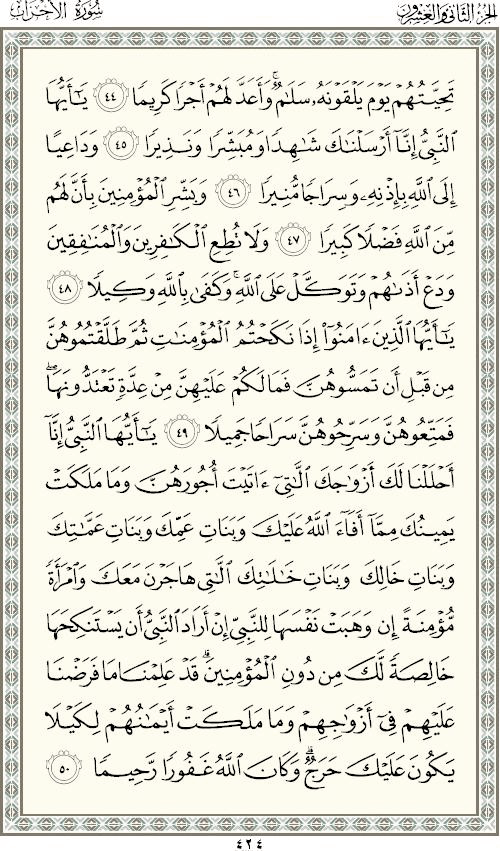 الجزء الثاني والعشرون
سورة الأحزاب
تَحِيَّتُهُمْ يَوْمَ يَلْقَوْنَهُۥ سَلَٰمٌۚ وَأَعَدَّ لَهُمْ أَجْرًا كَرِيمًا ٤٤ يَٰٓأَيُّهَا
ٱلنَّبِيُّ إِنَّآ أَرْسَلْنَٰكَ شَٰهِدًا وَمُبَشِّرًا وَنَذِيرًا ٤٥ وَدَاعِيًا
إِلَى ٱللَّهِ بِإِذْنِهِۦ وَسِرَاجًا مُّنِيرًا ٤٦ وَبَشِّرِ ٱلْمُؤْمِنِينَ بِأَنَّ لَهُم
مِّنَ ٱللَّهِ فَضْلًا كَبِيرًا ٤٧ وَلَا تُطِعِ ٱلْكَٰفِرِينَ وَٱلْمُنَٰفِقِينَ
وَدَعْ أَذَىٰهُمْ وَتَوَكَّلْ عَلَى ٱللَّهِۚ وَكَفَىٰ بِٱللَّهِ وَكِيلًا ٤٨
يَٰٓأَيُّهَا ٱلَّذِينَ ءَامَنُوٓا۟ إِذَا نَكَحْتُمُ ٱلْمُؤْمِنَٰتِ ثُمَّ طَلَّقْتُمُوهُنَّ
مِن قَبْلِ أَن تَمَسُّوهُنَّ فَمَا لَكُمْ عَلَيْهِنَّ مِنْ عِدَّةٍ تَعْتَدُّونَهَاۖ
فَمَتِّعُوهُنَّ وَسَرِّحُوهُنَّ سَرَاحًا جَمِيلًا ٤٩ يَٰٓأَيُّهَا ٱلنَّبِيُّ إِنَّآ
أَحْلَلْنَا لَكَ أَزْوَٰجَكَ ٱلَّٰتِىٓ ءَاتَيْتَ أُجُورَهُنَّ وَمَا مَلَكَتْ
يَمِينُكَ مِمَّآ أَفَآءَ ٱللَّهُ عَلَيْكَ وَبَنَاتِ عَمِّكَ وَبَنَاتِ عَمَّٰتِكَ
وَبَنَاتِ خَالِكَ وَبَنَاتِ خَٰلَٰتِكَ ٱلَّٰتِى هَاجَرْنَ مَعَكَ وَٱمْرَأَةً
مُّؤْمِنَةً إِن وَهَبَتْ نَفْسَهَا لِلنَّبِيِّ إِنْ أَرَادَ ٱلنَّبِيُّ أَن يَسْتَنكِحَهَا
خَالِصَةً لَّكَ مِن دُونِ ٱلْمُؤْمِنِينَۗ قَدْ عَلِمْنَا مَا فَرَضْنَا
عَلَيْهِمْ فِىٓ أَزْوَٰجِهِمْ وَمَا مَلَكَتْ أَيْمَٰنُهُمْ لِكَيْلَا
يَكُونَ عَلَيْكَ حَرَجٌۗ وَكَانَ ٱللَّهُ غَفُورًا رَّحِيمًا ٥٠
٤٢٤